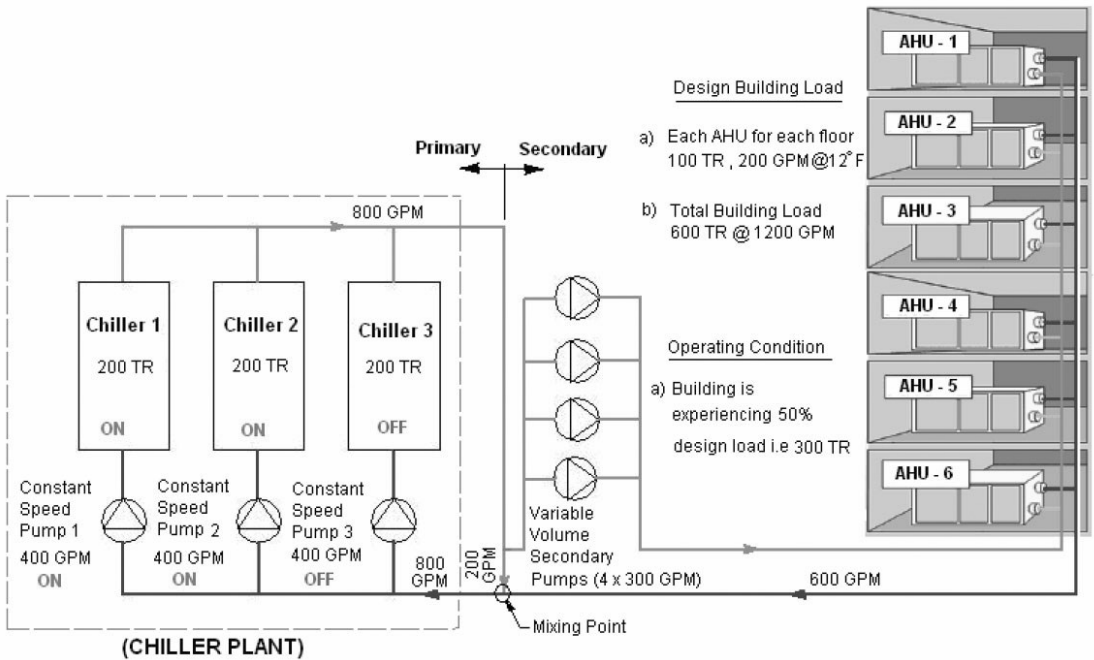 AHU - 1
Design Building Load
AHU - 2
a) Each AHU for each floor
100 TR , 200 GPM @12°F
Primary
Secondary
b) Total Building Load
600 TR @ 1200 GPM
AHU - 3
800 GPM
Chiller 1
200 TR
ON
Chiller 2
200 TR
ON
Chiller 3
200 TR
OFF
AHU - 4
Operating Condition
a) Building is
experiencing 50%
design load i.e 300 TR
AHU - 5
AHU - 6
Constant
Speed
Pump 1
400 GPM
ON
Constant
Speed
Pump 2
400 GPM
ON
Constant
Speed
Pump 3
400 GPM
OFF
800
GPM
200
GPM
Variable
Volume
Secondary
Pumps (4 x 300 GPM)
600 GPM
Mixing Point
(CHILLER PLANT)